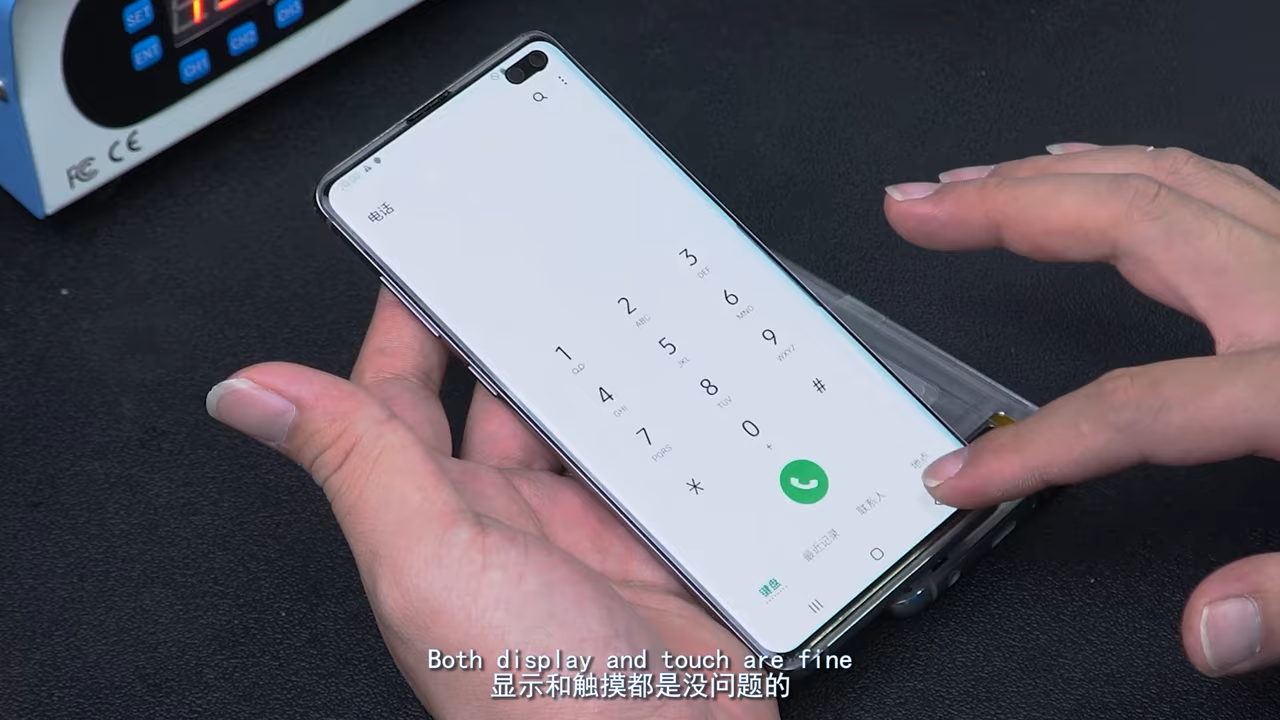 SET
ENT
CH1
CH2
CH3
FC CE
电话
1
2 ABC
3 DEF
4 GHI
5 JKL
6 MNO
7 PQRS
8 TUV
9 WXYZ
*
0 +
#
键盘
最近记录
联系人
地点
Both display and touch are fine
显示和触摸都是没问题的